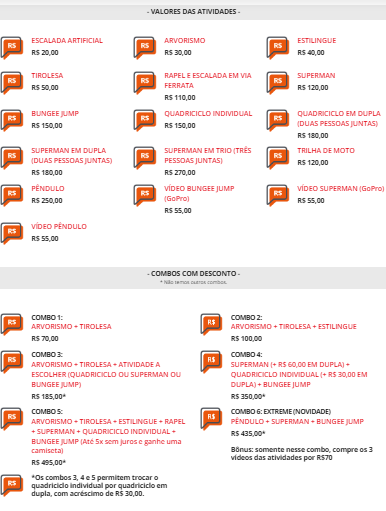 - VALORES DAS ATIVIDADES -
R$ ESCALADA ARTIFICIAL
R$ 20,00
R$ ARVORISMO
R$ 30,00
R$ ESTILINGUE
R$ 40,00
R$ TIROLESA
R$ 50,00
R$ RAPEL E ESCALADA EM VIA
FERRATA
R$ 110,00
R$ SUPERMAN
R$ 120,00
R$ BUNGEE JUMP
R$ 150,00
R$ QUADRICICLO INDIVIDUAL
R$ 150,00
R$ QUADRICICLO EM DUPLA
(DUAS PESSOAS JUNTAS)
R$ 180,00
R$ SUPERMAN EM DUPLA
(DUAS PESSOAS JUNTAS)
R$ 180,00
R$ SUPERMAN EM TRIO (TRÊS
PESSOAS JUNTAS)
R$ 270,00
R$ TRILHA DE MOTO
R$ 120,00
R$ PÊNDULO
R$ 250,00
R$ VÍDEO BUNGEE JUMP
(GoPro)
R$ 55,00
R$ VÍDEO SUPERMAN (GoPro)
R$ 55,00
R$ VÍDEO PÊNDULO
R$ 55,00
- COMBOS COM DESCONTO -
* Não temos outros combos.
R$ COMBO 1:
ARVORISMO + TIROLESA
R$ 70,00
R$ COMBO 2:
ARVORISMO + TIROLESA + ESTILINGUE
R$ 100,00
R$ COMBO 3:
ARVORISMO + TIROLESA + ATIVIDADE A
ESCOLHER (QUADRICICLO OU SUPERMAN OU
BUNGEE JUMP)
R$ 185,00*
R$ COMBO 4:
SUPERMAN (+ R$ 60,00 EM DUPLA) +
QUADRICICLO INDIVIDUAL (+ R$ 30,00 EM
DUPLA) + BUNGEE JUMP
R$ 350,00*
R$ COMBO 5:
ARVORISMO + TIROLESA + ESTILINGUE + RAPEL
+ SUPERMAN + QUADRICICLO INDIVIDUAL +
BUNGEE JUMP (Até 5x sem juros e ganhe uma
camiseta)
R$ 495,00*
R$ COMBO 6: EXTREME (NOVIDADE)
PÊNDULO + SUPERMAN + BUNGEE JUMP
R$ 435,00*
Bônus: somente nesse combo, compre os 3
vídeos das atividades por R$70
R$ *Os combos 3, 4 e 5 permitem trocar o
quadriciclo individual por quadriciclo em
dupla, com acréscimo de R$ 30,00.